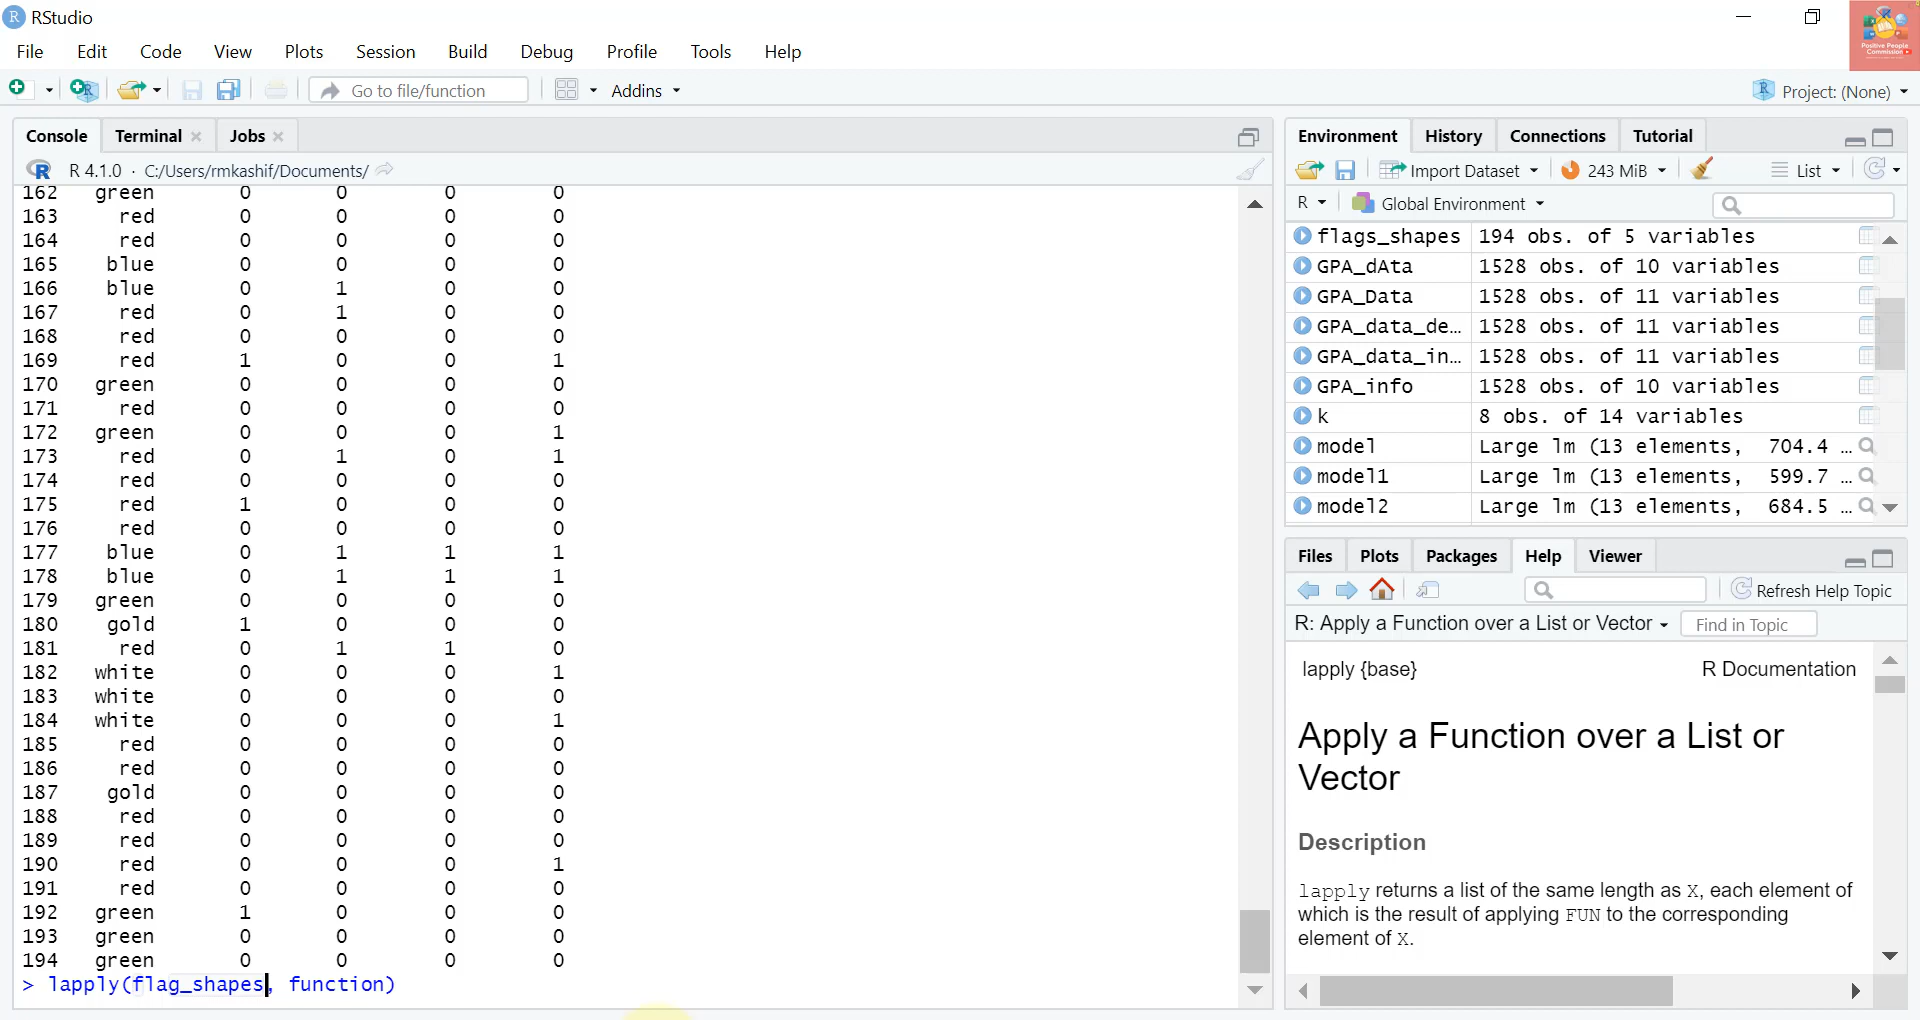 RStudio
File Edit Code View Plots Session Build Debug Profile Tools Help
Go to file/function Addins Project: (None)
Positive People
Commission
Console Terminal Jobs
R 4.1.0 · C:/Users/rmkashif/Documents/
162 green 0 0 0 0
163 red 0 0 0 0
164 red 0 0 0 0
165 blue 0 0 0 0
166 blue 0 1 0 0
167 red 0 1 0 0
168 red 0 0 0 0
169 red 1 0 0 1
170 green 0 0 0 0
171 red 0 0 0 0
172 green 0 0 0 1
173 red 0 1 0 1
174 red 0 0 0 0
175 red 1 0 0 0
176 red 0 0 0 0
177 blue 0 1 1 1
178 blue 0 1 1 1
179 green 0 0 0 0
180 gold 1 0 0 0
181 red 0 1 1 0
182 white 0 0 0 1
183 white 0 0 0 0
184 white 0 0 0 1
185 red 0 0 0 0
186 red 0 0 0 0
187 gold 0 0 0 0
188 red 0 0 0 0
189 red 0 0 0 0
190 red 0 0 0 1
191 red 0 0 0 0
192 green 1 0 0 0
193 green 0 0 0 0
194 green 0 0 0 0
> lapply(flag_shapes, function)
Environment History Connections Tutorial
Import Dataset 243 MiB List
R Global Environment
flags_shapes 194 obs. of 5 variables
GPA_dAta 1528 obs. of 10 variables
GPA_Data 1528 obs. of 11 variables
GPA_data_de… 1528 obs. of 11 variables
GPA_data_in… 1528 obs. of 11 variables
GPA_info 1528 obs. of 10 variables
k 8 obs. of 14 variables
model Large lm (13 elements, 704.4 …
model1 Large lm (13 elements, 599.7 …
model2 Large lm (13 elements, 684.5 …
Files Plots Packages Help Viewer
Refresh Help Topic
R: Apply a Function over a List or Vector Find in Topic
lapply {base} R Documentation
Apply a Function over a List or
Vector
Description
lapply returns a list of the same length as X, each element of
which is the result of applying FUN to the corresponding
element of X.